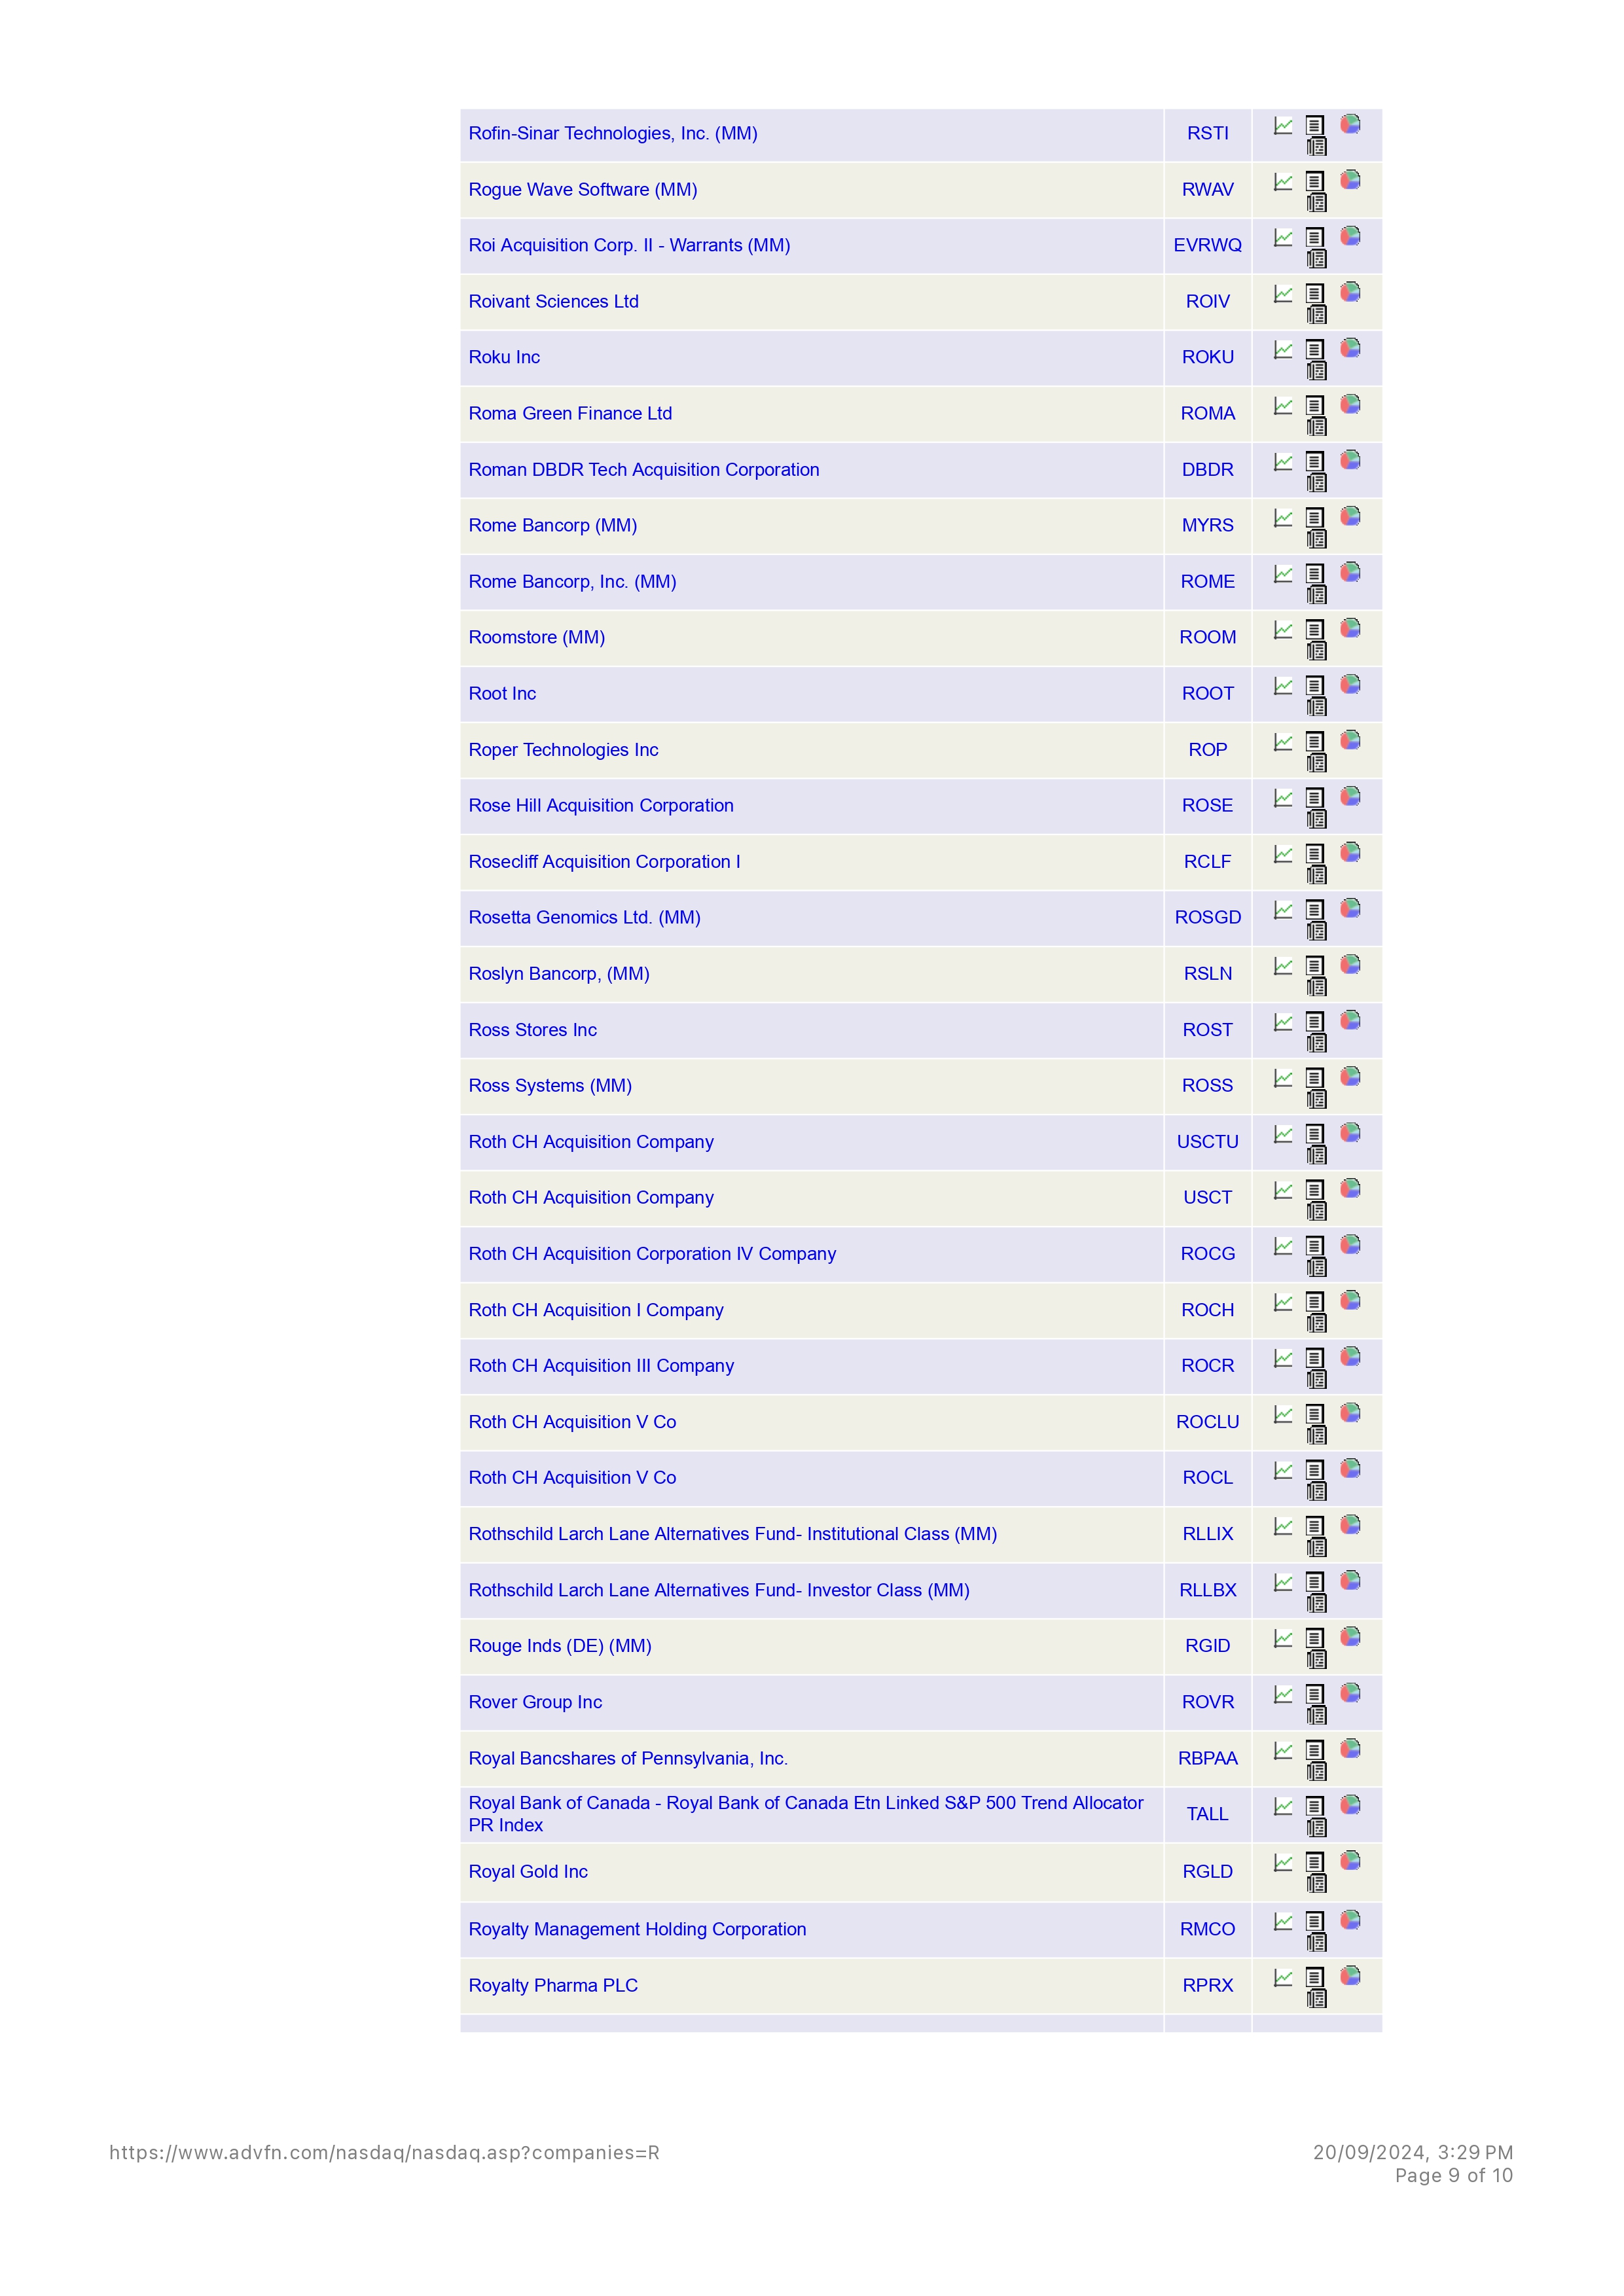 Rofin-Sinar Technologies, Inc. (MM) RSTI
Rogue Wave Software (MM) RWAV
Roi Acquisition Corp. II - Warrants (MM) EVRWQ
Roivant Sciences Ltd ROIV
Roku Inc ROKU
Roma Green Finance Ltd ROMA
Roman DBDR Tech Acquisition Corporation DBDR
Rome Bancorp (MM) MYRS
Rome Bancorp, Inc. (MM) ROME
Roomstore (MM) ROOM
Root Inc ROOT
Roper Technologies Inc ROP
Rose Hill Acquisition Corporation ROSE
Rosecliff Acquisition Corporation I RCLF
Rosetta Genomics Ltd. (MM) ROSGD
Roslyn Bancorp, (MM) RSLN
Ross Stores Inc ROST
Ross Systems (MM) ROSS
Roth CH Acquisition Company USCTU
Roth CH Acquisition Company USCT
Roth CH Acquisition Corporation IV Company ROCG
Roth CH Acquisition I Company ROCH
Roth CH Acquisition III Company ROCR
Roth CH Acquisition V Co ROCLU
Roth CH Acquisition V Co ROCL
Rothschild Larch Lane Alternatives Fund- Institutional Class (MM) RLLIX
Rothschild Larch Lane Alternatives Fund- Investor Class (MM) RLLBX
Rouge Inds (DE) (MM) RGID
Rover Group Inc ROVR
Royal Bancshares of Pennsylvania, Inc. RBPAA
Royal Bank of Canada - Royal Bank of Canada Etn Linked S&P 500 Trend Allocator
PR Index TALL
Royal Gold Inc RGLD
Royalty Management Holding Corporation RMCO
Royalty Pharma PLC RPRX
https://www.advfn.com/nasdaq/nasdaq.asp?companies=R 20/09/2024, 3:29 PM
Page 9 of 10